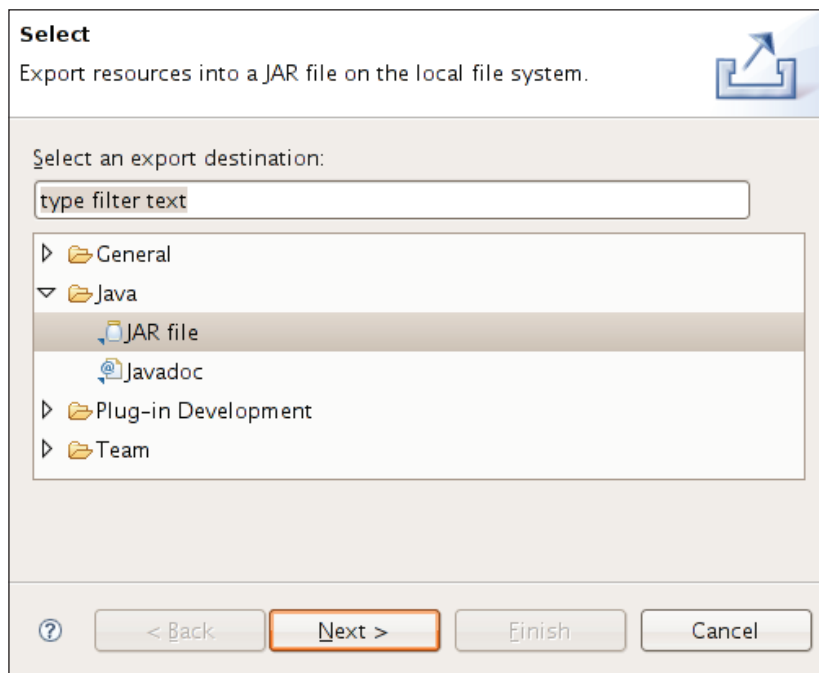 Select
Export resources into a JAR file on the local file system.
Select an export destination:
type filter text
General
Java
JAR file
Javadoc
Plug-in Development
Team
< Back Next > Finish Cancel